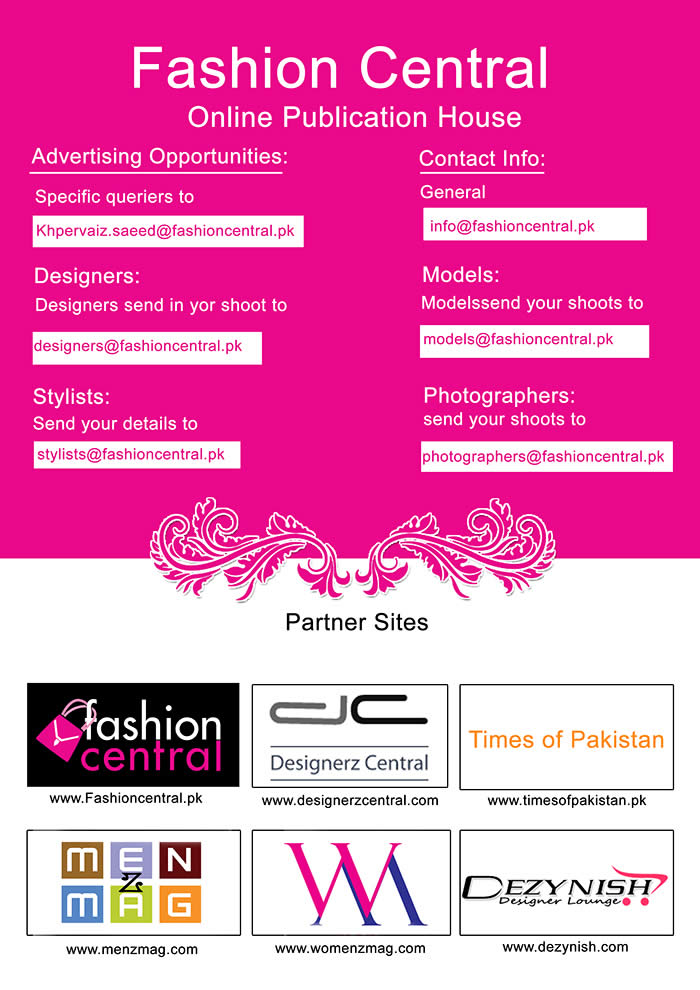 Fashion Central
Online Publication House
Advertising Opportunities:
Specific queriers to
Khpervaiz.saeed@fashioncentral.pk
Designers:
Designers send in yor shoot to
designers@fashioncentral.pk
Stylists:
Send your details to
stylists@fashioncentral.pk
Contact Info:
General
info@fashioncentral.pk
Models:
Modelssend your shoots to
models@fashioncentral.pk
Photographers:
send your shoots to
photographers@fashioncentral.pk
Partner Sites
fashion
central
www.Fashioncentral.pk
dc
Designerz Central
www.designerzcentral.com
Times of Pakistan
www.timesofpakistan.pk
MEN
Z
MAG
www.menzmag.com
WM
www.womenzmag.com
DEZYNISH
Designer Lounge
www.dezynish.com